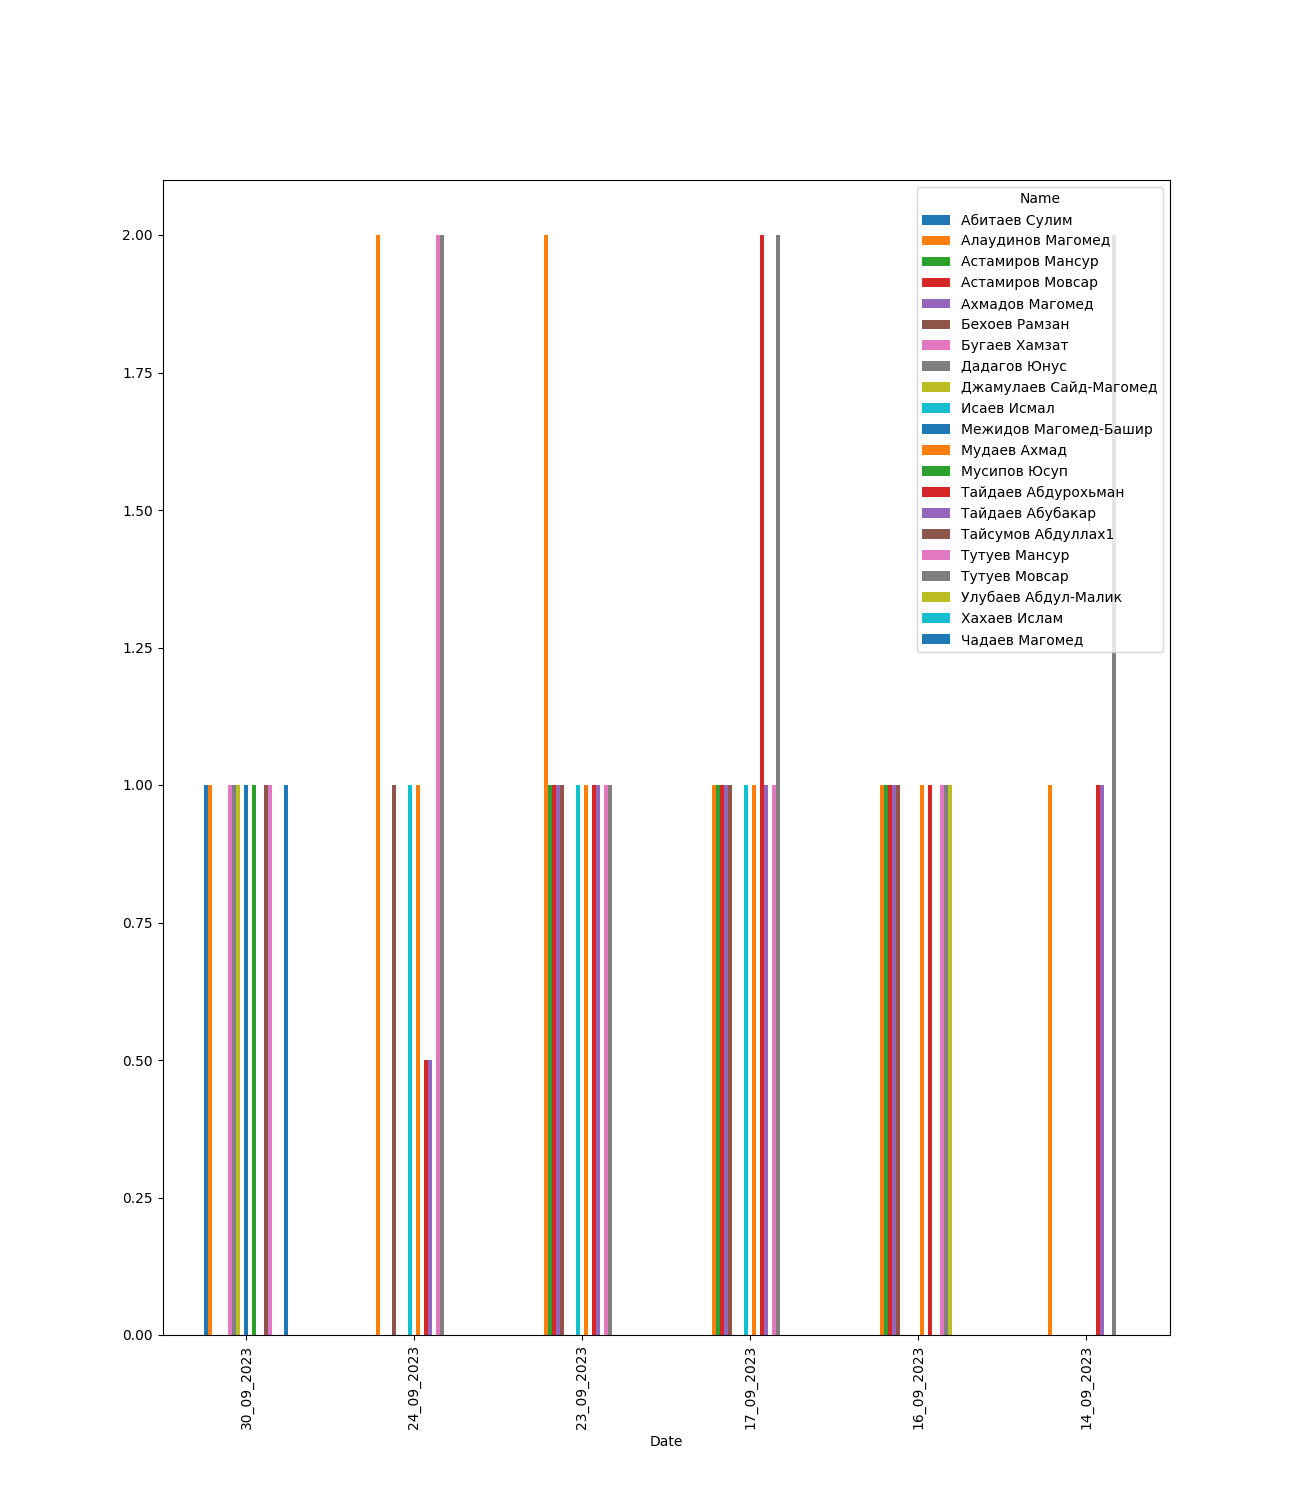 Name
Абитаев Сулим
Алаудинов Магомед
Астамиров Мансур
Астамиров Мовсар
Ахмадов Магомед
Бехоев Рамзан
Бугаев Хамзат
Дадагов Юнус
Джамулаев Сайд-Магомед
Исаев Исмал
Межидов Магомед-Башир
Мудаев Ахмад
Мусипов Юсуп
Тайдаев Абдурохьман
Тайдаев Абубакар
Тайсумов Абдуллах1
Тутуев Мансур
Тутуев Мовсар
Улубаев Абдул-Малик
Хахаев Ислам
Чадаев Магомед
2.00
1.75
1.50
1.25
1.00
0.75
0.50
0.25
0.00
30_09_2023
24_09_2023
23_09_2023
17_09_2023
16_09_2023
14_09_2023
Date